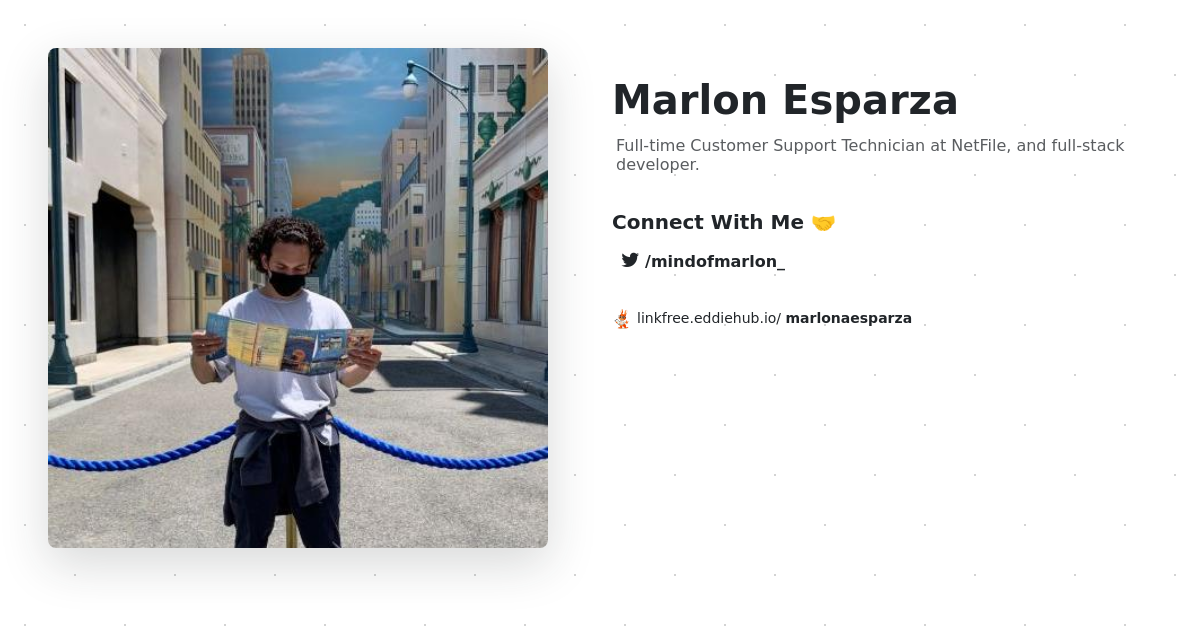 Marlon Esparza
Full-time Customer Support Technician at NetFile, and full-stack
developer.
Connect With Me 🤝
/mindofmarlon_
linkfree.eddiehub.io/ marlonaesparza